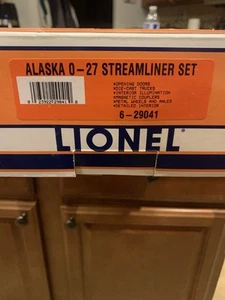 ALASKA O-27 STREAMLINER SET
*OPENING DOORS
*DIE-CAST TRUCKS
*INTERIOR ILLUMINATION
*MAGNETIC COUPLERS
*METAL WHEELS AND AXLES
*DETAILED INTERIOR
6-29041
LIONEL